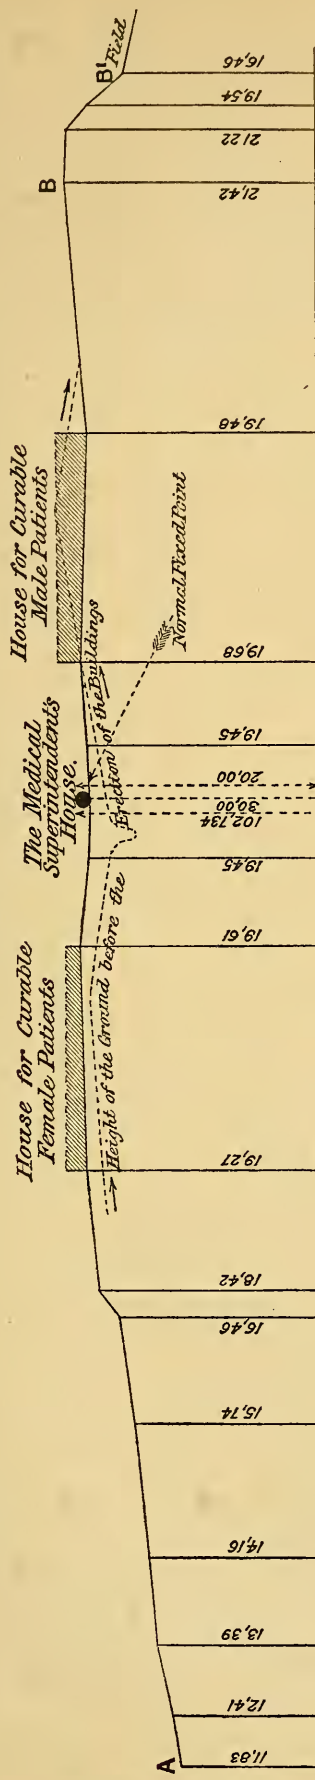 House for Curable
Female Patients
The Medical
Superintendents
House.
House for Curable
Male Patients
A
B
B¹
Field
Height of the Ground before the
Erection of the Buildings
Normal Fixed Point
11,83
12,41
13,39
14,16
15,74
16,46
18,42
19,27
19,61
19,45
102,734
30,00
20,00
19,45
19,68
19,48
21,42
21,22
19,54
16,46